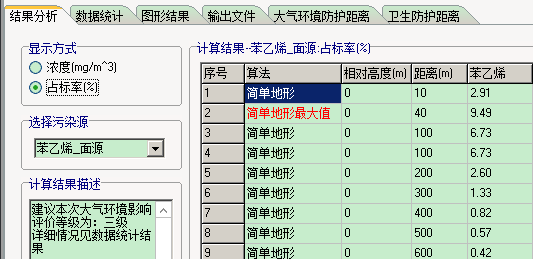 结果分析 数据统计 图形结果 输出文件 大气环境防护距离 卫生防护距离
显示方式
浓度(mg/m^3)
占标率(%)
选择污染源
苯乙烯_面源
计算结果描述
建议本次大气环境影响
评价等级为：三级
详细情况见数据统计结
果
计算结果--苯乙烯_面源:占标率(%)
序号 算法 相对高度(m) 距离(m) 苯乙烯
1 简单地形 0 10 2.91
2 简单地形最大值 0 40 9.49
3 简单地形 0 100 6.73
4 简单地形 0 100 6.73
5 简单地形 0 200 2.60
6 简单地形 0 300 1.33
7 简单地形 0 400 0.82
8 简单地形 0 500 0.57
9 简单地形 0 600 0.42